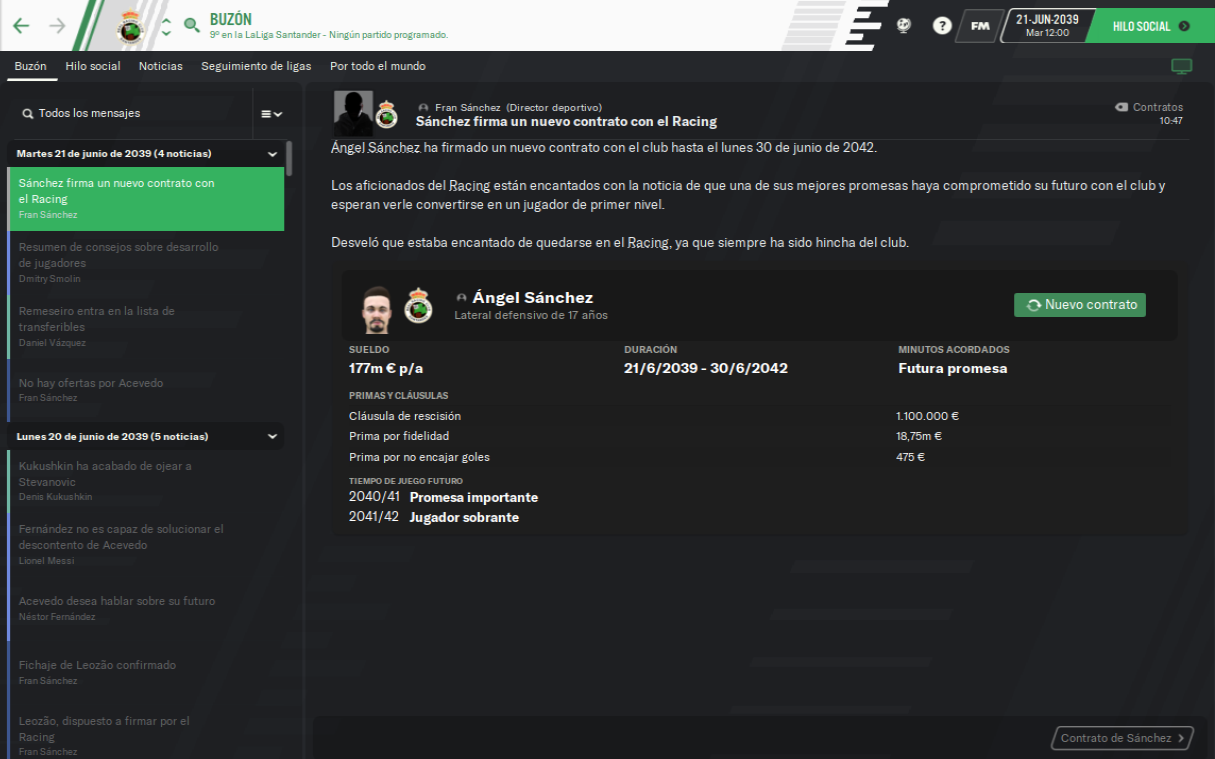 BUZÓN
9º en la LaLiga Santander - Ningún partido programado.
?
FM
21-JUN-2039
Mar 12:00
HILO SOCIAL
Buzón
Hilo social
Noticias
Seguimiento de ligas
Por todo el mundo
Todos los mensajes
Martes 21 de junio de 2039 (4 noticias)
Sánchez firma un nuevo contrato con
el Racing
Fran Sánchez
Resumen de consejos sobre desarrollo
de jugadores
Dmitry Smolin
Remeseiro entra en la lista de
transferibles
Daniel Vázquez
No hay ofertas por Acevedo
Fran Sánchez
Lunes 20 de junio de 2039 (5 noticias)
Kukushkin ha acabado de ojear a
Stevanovic
Denis Kukushkin
Fernández no es capaz de solucionar el
descontento de Acevedo
Lionel Messi
Acevedo desea hablar sobre su futuro
Néstor Fernández
Fichaje de Leozão confirmado
Fran Sánchez
Leozão, dispuesto a firmar por el
Racing
Fran Sánchez
Fran Sánchez (Director deportivo)
Sánchez firma un nuevo contrato con el Racing
Contratos
10:47
Ángel Sánchez ha firmado un nuevo contrato con el club hasta el lunes 30 de junio de 2042.
Los aficionados del Racing están encantados con la noticia de que una de sus mejores promesas haya comprometido su futuro con el club y
esperan verle convertirse en un jugador de primer nivel.
Desveló que estaba encantado de quedarse en el Racing, ya que siempre ha sido hincha del club.
Ángel Sánchez
Lateral defensivo de 17 años
Nuevo contrato
SUELDO
177m € p/a
DURACIÓN
21/6/2039 - 30/6/2042
MINUTOS ACORDADOS
Futura promesa
PRIMAS Y CLÁUSULAS
Cláusula de rescisión 1.100.000 €
Prima por fidelidad 18,75m €
Prima por no encajar goles 475 €
TIEMPO DE JUEGO FUTURO
2040/41 Promesa importante
2041/42 Jugador sobrante
Contrato de Sánchez